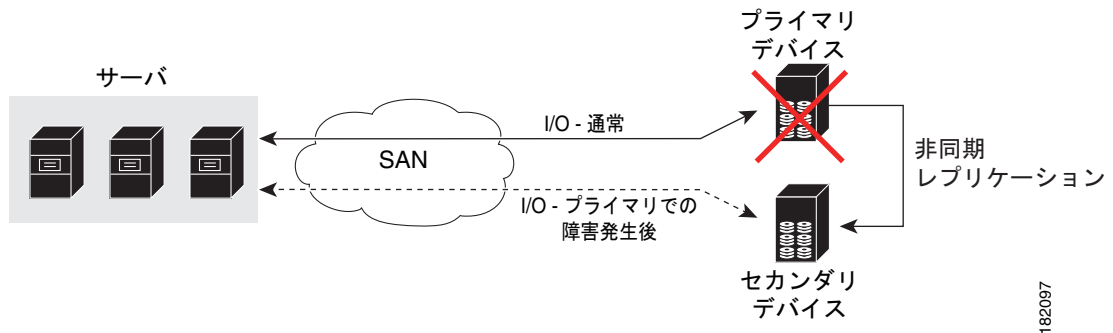 プライマリ
デバイス
サーバ
I/O - 通常
SAN
非同期
レプリケーション
I/O - プライマリでの
障害発生後
セカンダリ
デバイス
182097